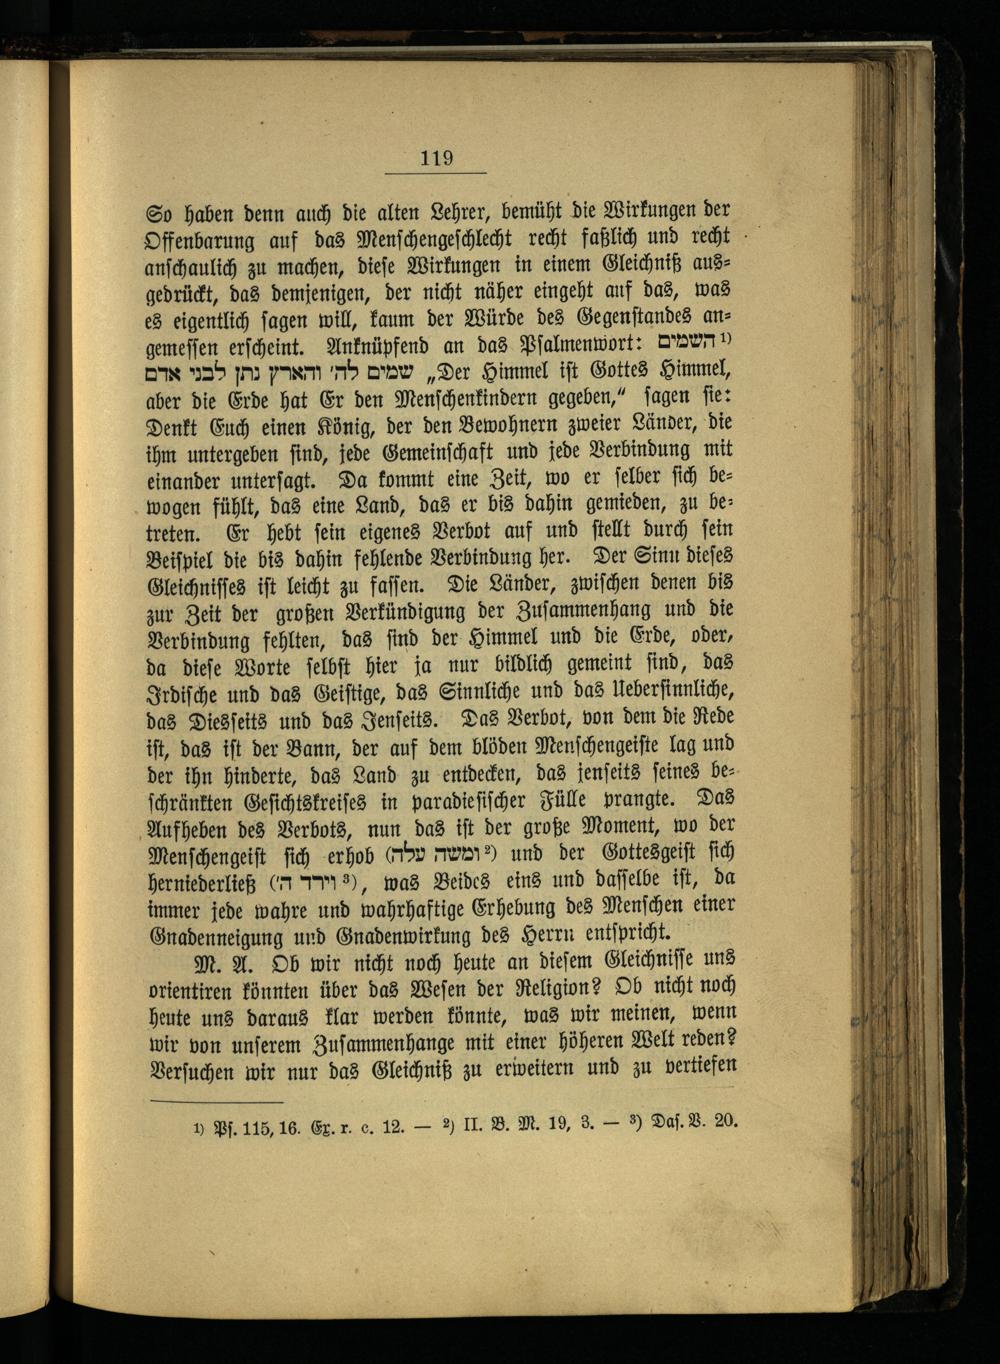 119
So haben denn auch die alten Lehrer, bemüht die Wirkungen der
Offenbarung auf das Menschengeschlecht recht faßlich und recht
anschaulich zu machen, diese Wirkungen in einem Gleichniß aus-
gedrückt, das demjenigen, der nicht näher eingeht auf das, was
es eigentlich sagen will, kaum der Würde des Gegenstandes an-
gemessen erscheint. Anknüpfend an das Psalmenwort: השמים ¹)
שמים לה' והארץ נתן לבני אדם „Der Himmel ist Gottes Himmel,
aber die Erde hat Er den Menschenkindern gegeben,“ sagen sie:
Denkt Euch einen König, der den Bewohnern zweier Länder, die
ihm untergeben sind, jede Gemeinschaft und jede Verbindung mit
einander untersagt. Da kommt eine Zeit, wo er selber sich be-
wogen fühlt, das eine Land, das er bis dahin gemieden, zu be-
treten. Er hebt sein eigenes Verbot auf und stellt durch sein
Beispiel die bis dahin fehlende Verbindung her. Der Sinn dieses
Gleichnisses ist leicht zu fassen. Die Länder, zwischen denen bis
zur Zeit der großen Verkündigung der Zusammenhang und die
Verbindung fehlten, das sind der Himmel und die Erde, oder,
da diese Worte selbst hier ja nur bildlich gemeint sind, das
Irdische und das Geistige, das Sinnliche und das Uebersinnliche,
das Diesseits und das Jenseits. Das Verbot, von dem die Rede
ist, das ist der Bann, der auf dem blöden Menschengeiste lag und
der ihn hinderte, das Land zu entdecken, das jenseits seines be-
schränkten Gesichtskreises in paradiesischer Fülle prangte. Das
Aufheben des Verbots, nun das ist der große Moment, wo der
Menschengeist sich erhob (ומשה עלה ²) und der Gottesgeist sich
herniederließ (וירד ה' ³), was Beides eins und dasselbe ist, da
immer jede wahre und wahrhaftige Erhebung des Menschen einer
Gnadenneigung und Gnadenwirkung des Herrn entspricht.
M. A. Ob wir nicht noch heute an diesem Gleichnisse uns
orientiren könnten über das Wesen der Religion? Ob nicht noch
heute uns daraus klar werden könnte, was wir meinen, wenn
wir von unserem Zusammenhange mit einer höheren Welt reden?
Versuchen wir nur das Gleichniß zu erweitern und zu vertiefen
¹) Ps. 115, 16. Ex. r. c. 12. — ²) II. B. M. 19, 3. — ³) Das. V. 20.